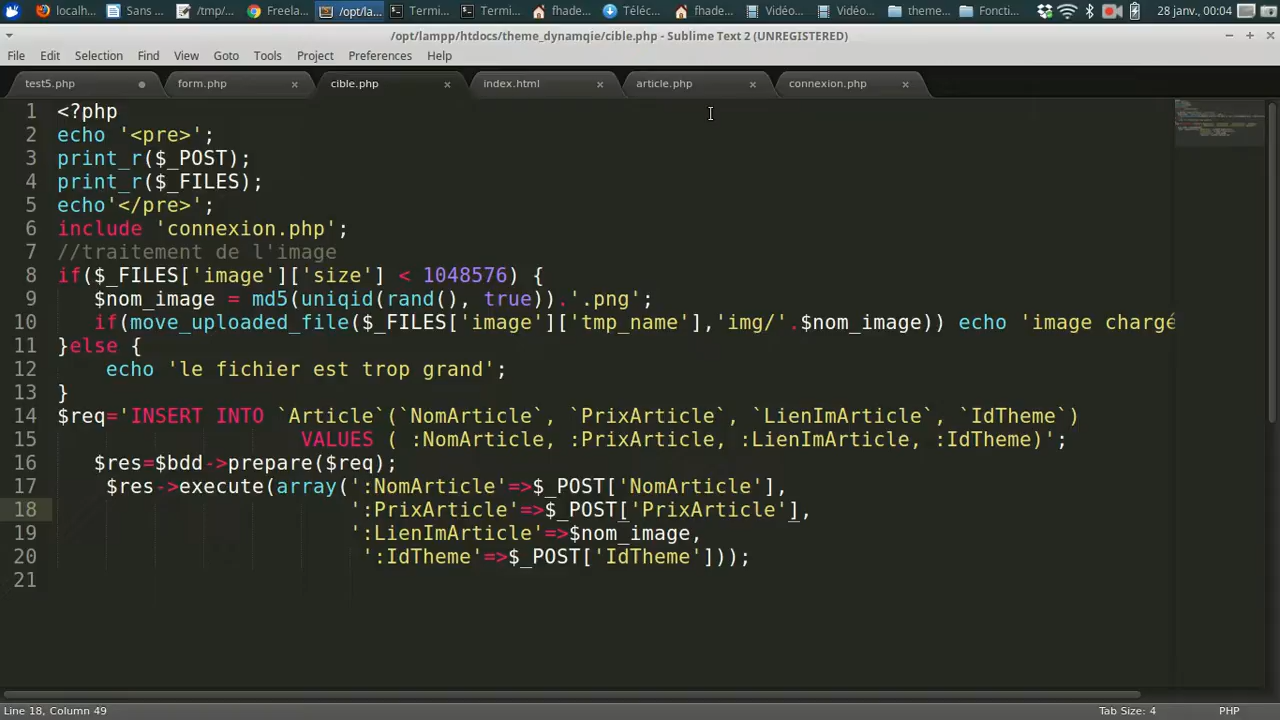 localh...
Sans ...
/tmp/...
Freela...
/opt/la...
Termi...
Termi...
fhade...
Téléc...
fhade...
Vidéo...
Vidéo...
theme...
Foncti...
28 janv., 00:04
/opt/lampp/htdocs/theme_dynamqie/cible.php - Sublime Text 2 (UNREGISTERED)
File Edit Selection Find View Goto Tools Project Preferences Help
test5.php form.php cible.php index.html article.php connexion.php
1 <?php
2 echo '<pre>';
3 print_r($_POST);
4 print_r($_FILES);
5 echo'</pre>';
6 include 'connexion.php';
7 //traitement de l'image
8 if($_FILES['image']['size'] < 1048576) {
9 $nom_image = md5(uniqid(rand(), true)).'.png';
10 if(move_uploaded_file($_FILES['image']['tmp_name'],'img/'.$nom_image)) echo 'image chargé
11 }else {
12 echo 'le fichier est trop grand';
13 }
14 $req='INSERT INTO `Article`(`NomArticle`, `PrixArticle`, `LienImArticle`, `IdTheme`)
15 VALUES ( :NomArticle, :PrixArticle, :LienImArticle, :IdTheme)';
16 $res=$bdd->prepare($req);
17 $res->execute(array(':NomArticle'=>$_POST['NomArticle'],
18 ':PrixArticle'=>$_POST['PrixArticle'],
19 ':LienImArticle'=>$nom_image,
20 ':IdTheme'=>$_POST['IdTheme']));
21
Line 18, Column 49
Tab Size: 4
PHP